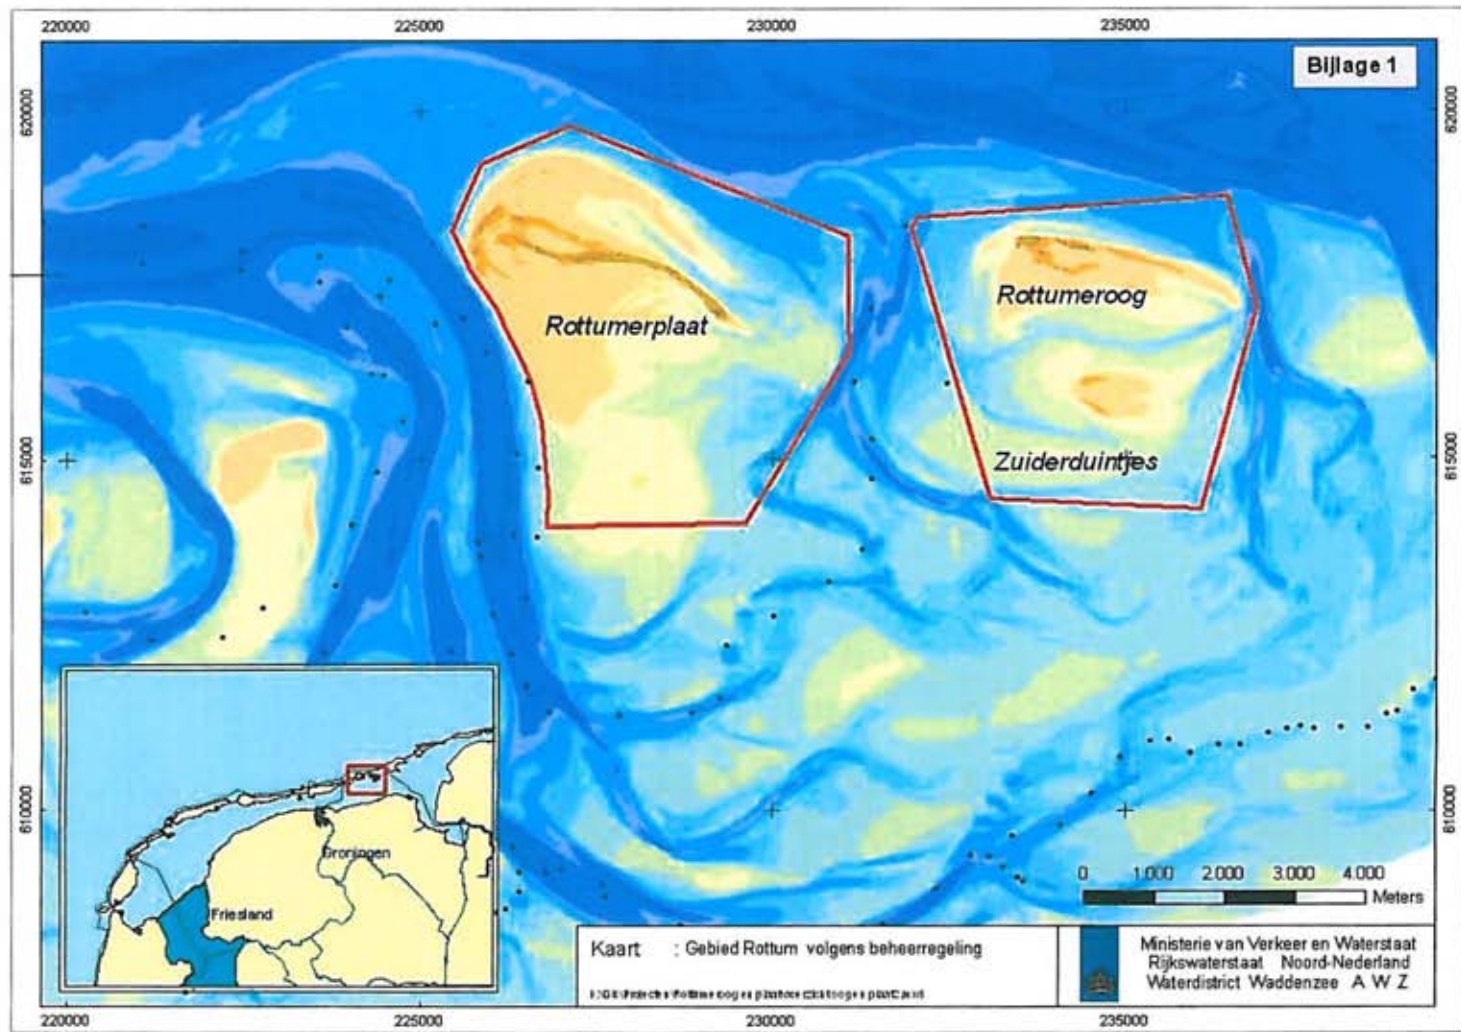 220000 225000 230000 235000
Bijlage 1
620000 620000
Rottumeroog
Rottumerplaat
615000 615000
Zuiderduintjes
610000 610000
Groningen
Friesland
0 1.000 2.000 3.000 4.000
Meters
Kaart : Gebied Rottum volgens beheerregeling
Ministerie van Verkeer en Waterstaat
Rijkswaterstaat Noord-Nederland
Waterdistrict Waddenzee A W Z
220000 225000 230000 235000